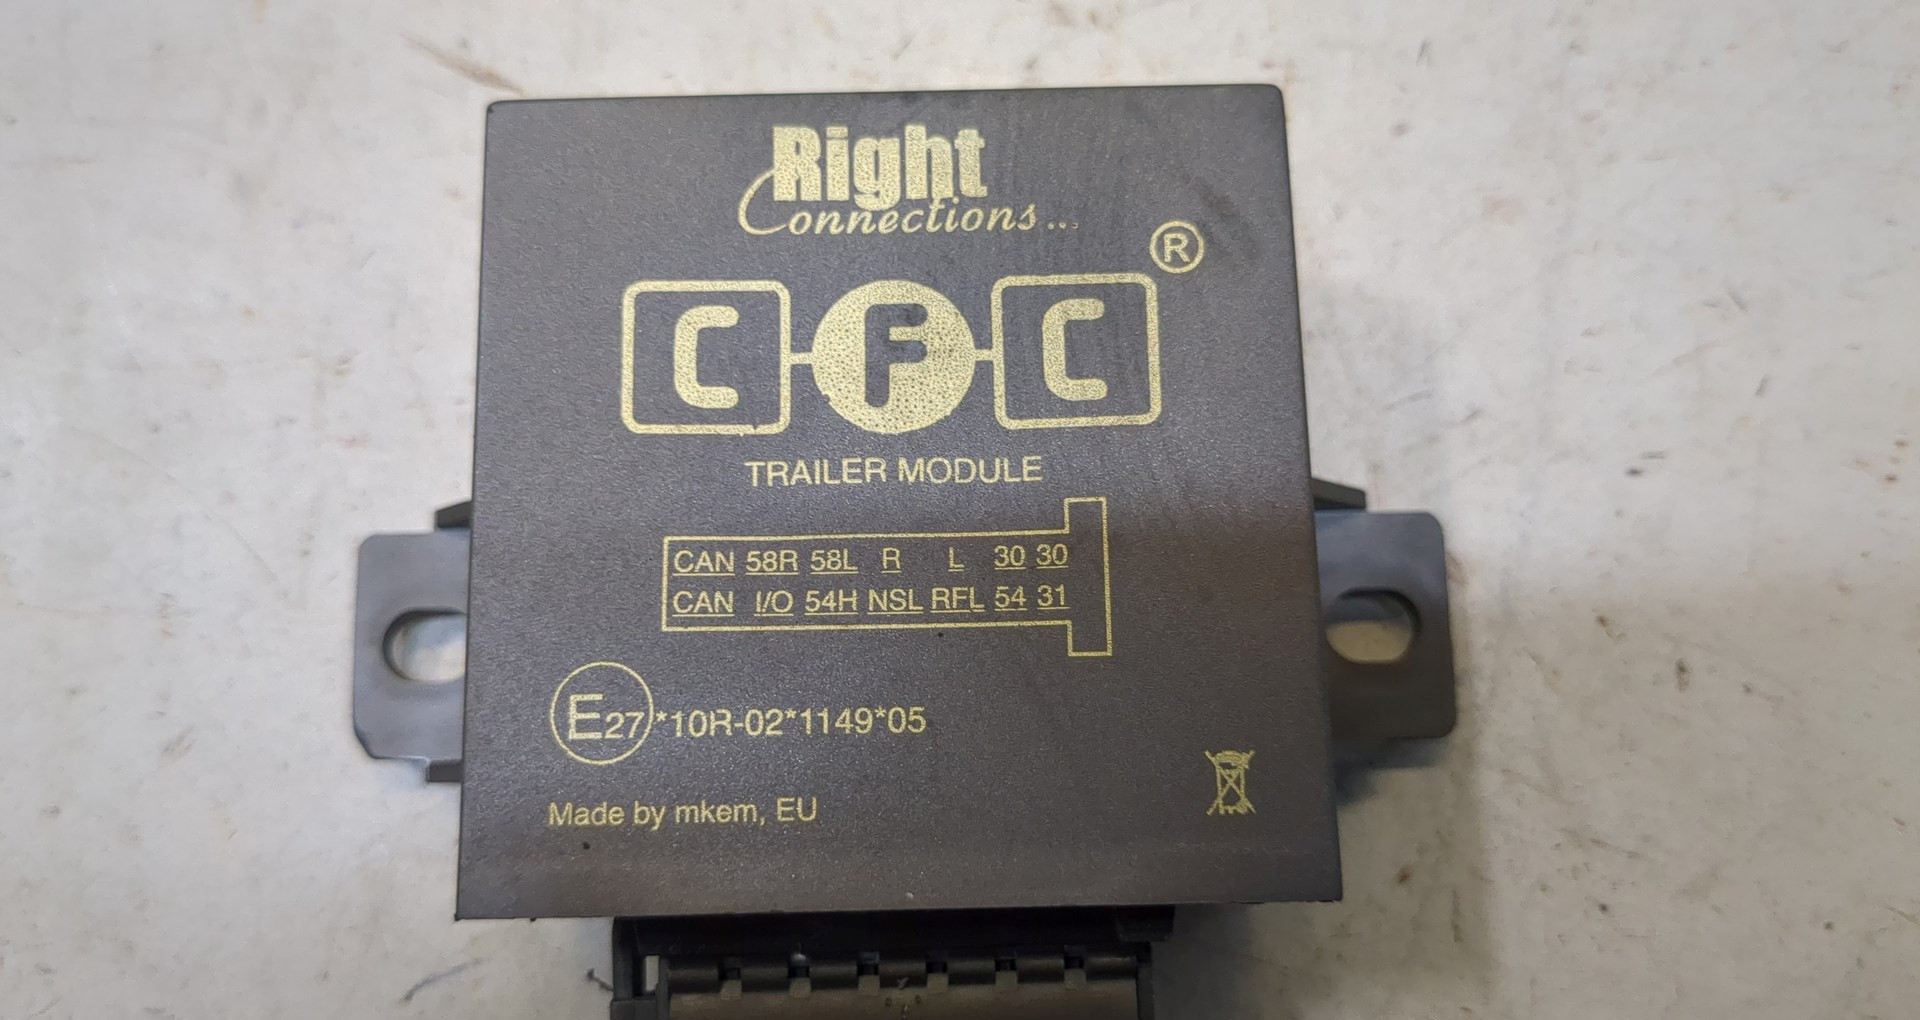 Right
Connections...
®
C F C
TRAILER MODULE
CAN 58R 58L R L 30 30
CAN I/O 54H NSL RFL 54 31
E27*10R-02*1149*05
Made by mkem, EU